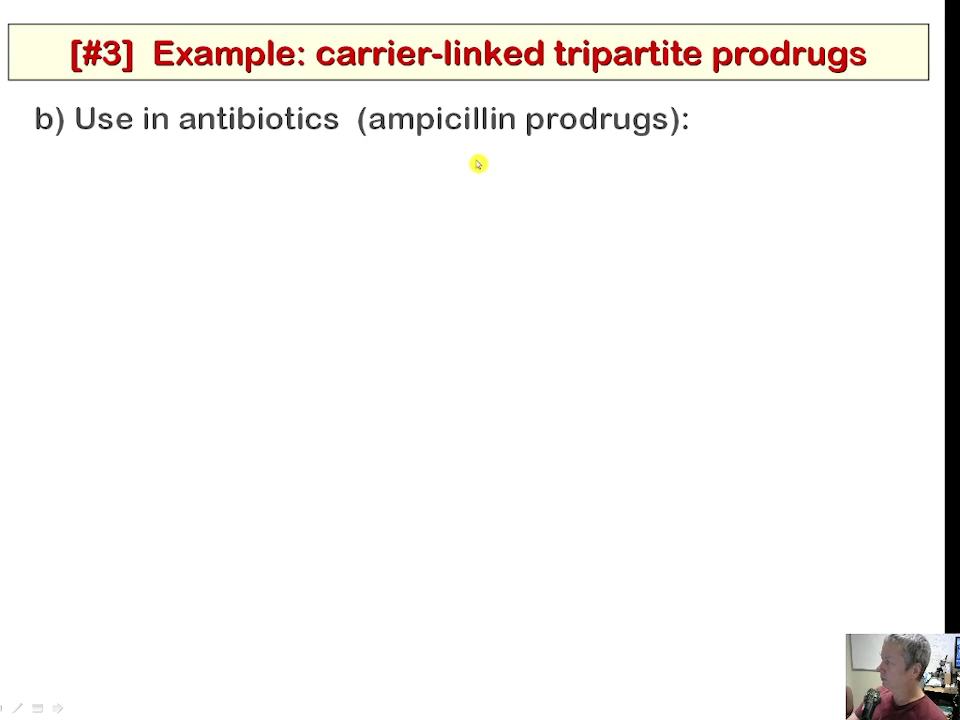 [#3] Example: carrier-linked tripartite prodrugs
b) Use in antibiotics (ampicillin prodrugs):